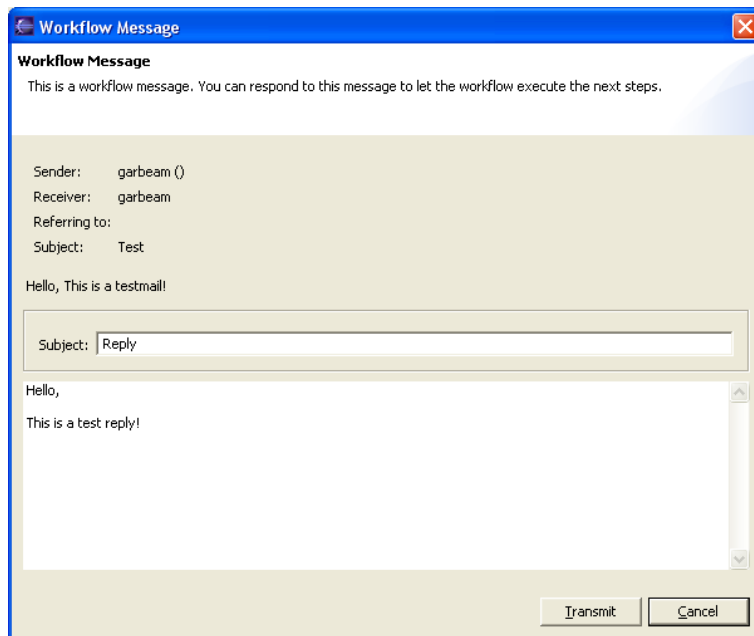 Workflow Message
Workflow Message
This is a workflow message. You can respond to this message to let the workflow execute the next steps.
Sender: garbeam ()
Receiver: garbeam
Referring to:
Subject: Test
Hello, This is a testmail!
Subject: Reply
Hello,
This is a test reply!
Transmit Cancel